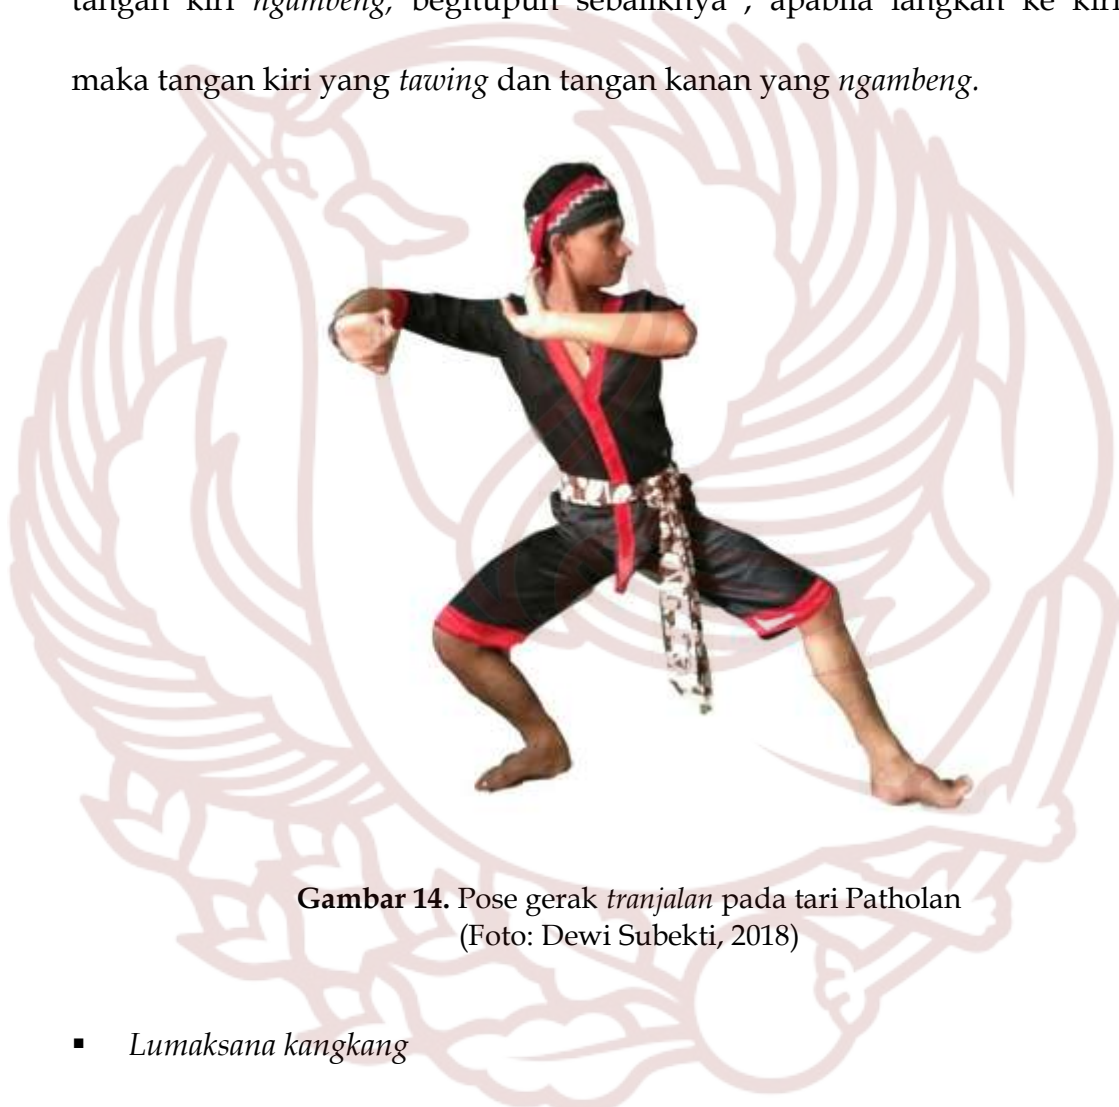 tangan kiri ngambeng, begitupun sebaliknya , apabila langkah ke kiri
maka tangan kiri yang tawing dan tangan kanan yang ngambeng.
Gambar 14. Pose gerak tranjalan pada tari Patholan
(Foto: Dewi Subekti, 2018)
▪ Lumaksana kangkang